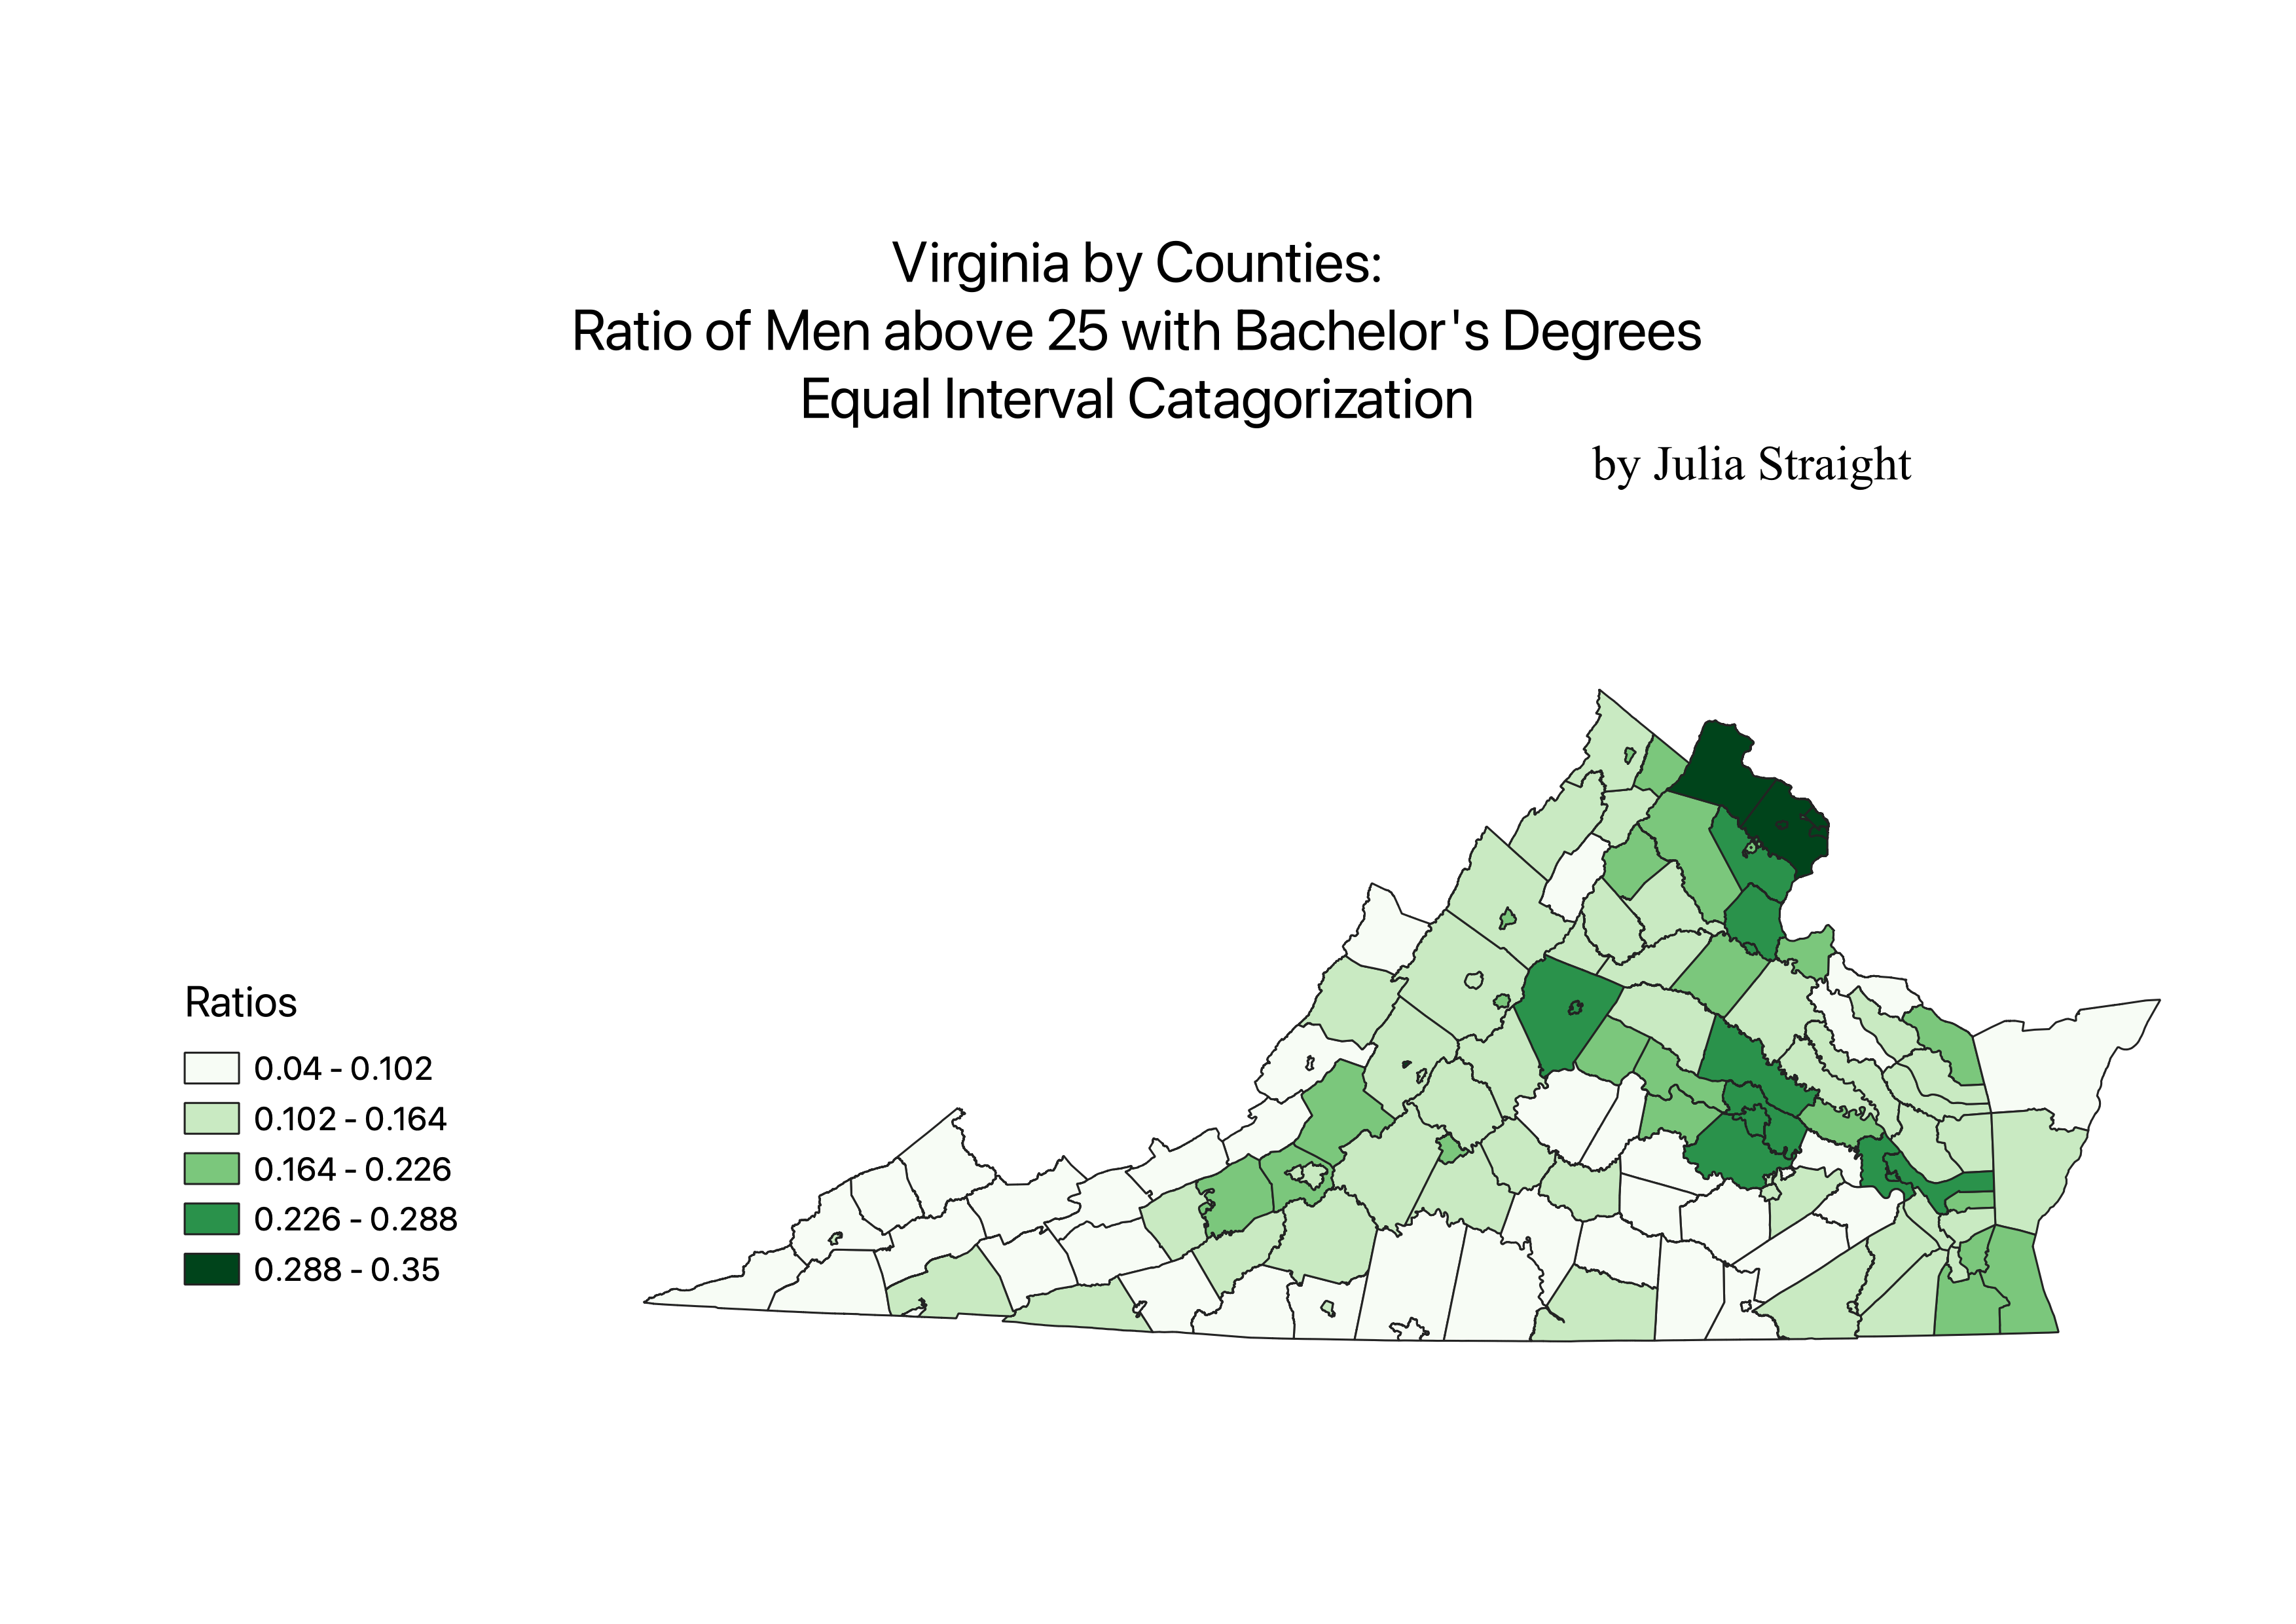 Virginia by Counties:
Ratio of Men above 25 with Bachelor's Degrees
Equal Interval Catagorization
by Julia Straight
Ratios
0.04 - 0.102
0.102 - 0.164
0.164 - 0.226
0.226 - 0.288
0.288 - 0.35